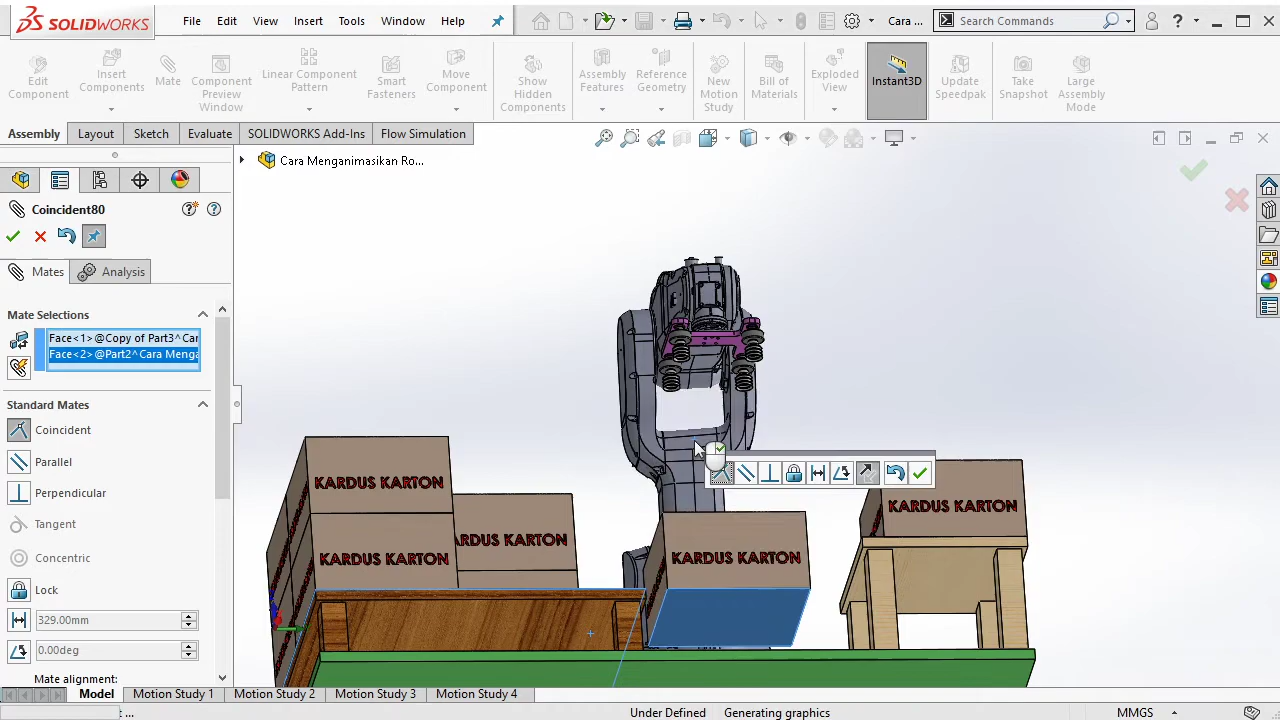 SOLIDWORKS
File Edit View Insert Tools Window Help
Cara ...
Search Commands
Edit Component
Insert Components
Mate
Component Preview Window
Linear Component Pattern
Smart Fasteners
Move Component
Show Hidden Components
Assembly Features
Reference Geometry
New Motion Study
Bill of Materials
Exploded View
Instant3D
Update Speedpak
Take Snapshot
Large Assembly Mode
Assembly Layout Sketch Evaluate SOLIDWORKS Add-Ins Flow Simulation
Cara Menganimasikan Ro...
Coincident80
Mates Analysis
Mate Selections
Face<1>@Copy of Part3^Car
Face<2>@Part2^Cara Menga
Standard Mates
Coincident
Parallel
Perpendicular
Tangent
Concentric
Lock
329.00mm
0.00deg
Mate alignment:
KARDUS KARTON
KARDUS KARTON
ARDUS KARTON
KARDUS KARTON
KARDUS KARTON
Model Motion Study 1 Motion Study 2 Motion Study 3 Motion Study 4
... Under Defined Generating graphics MMGS